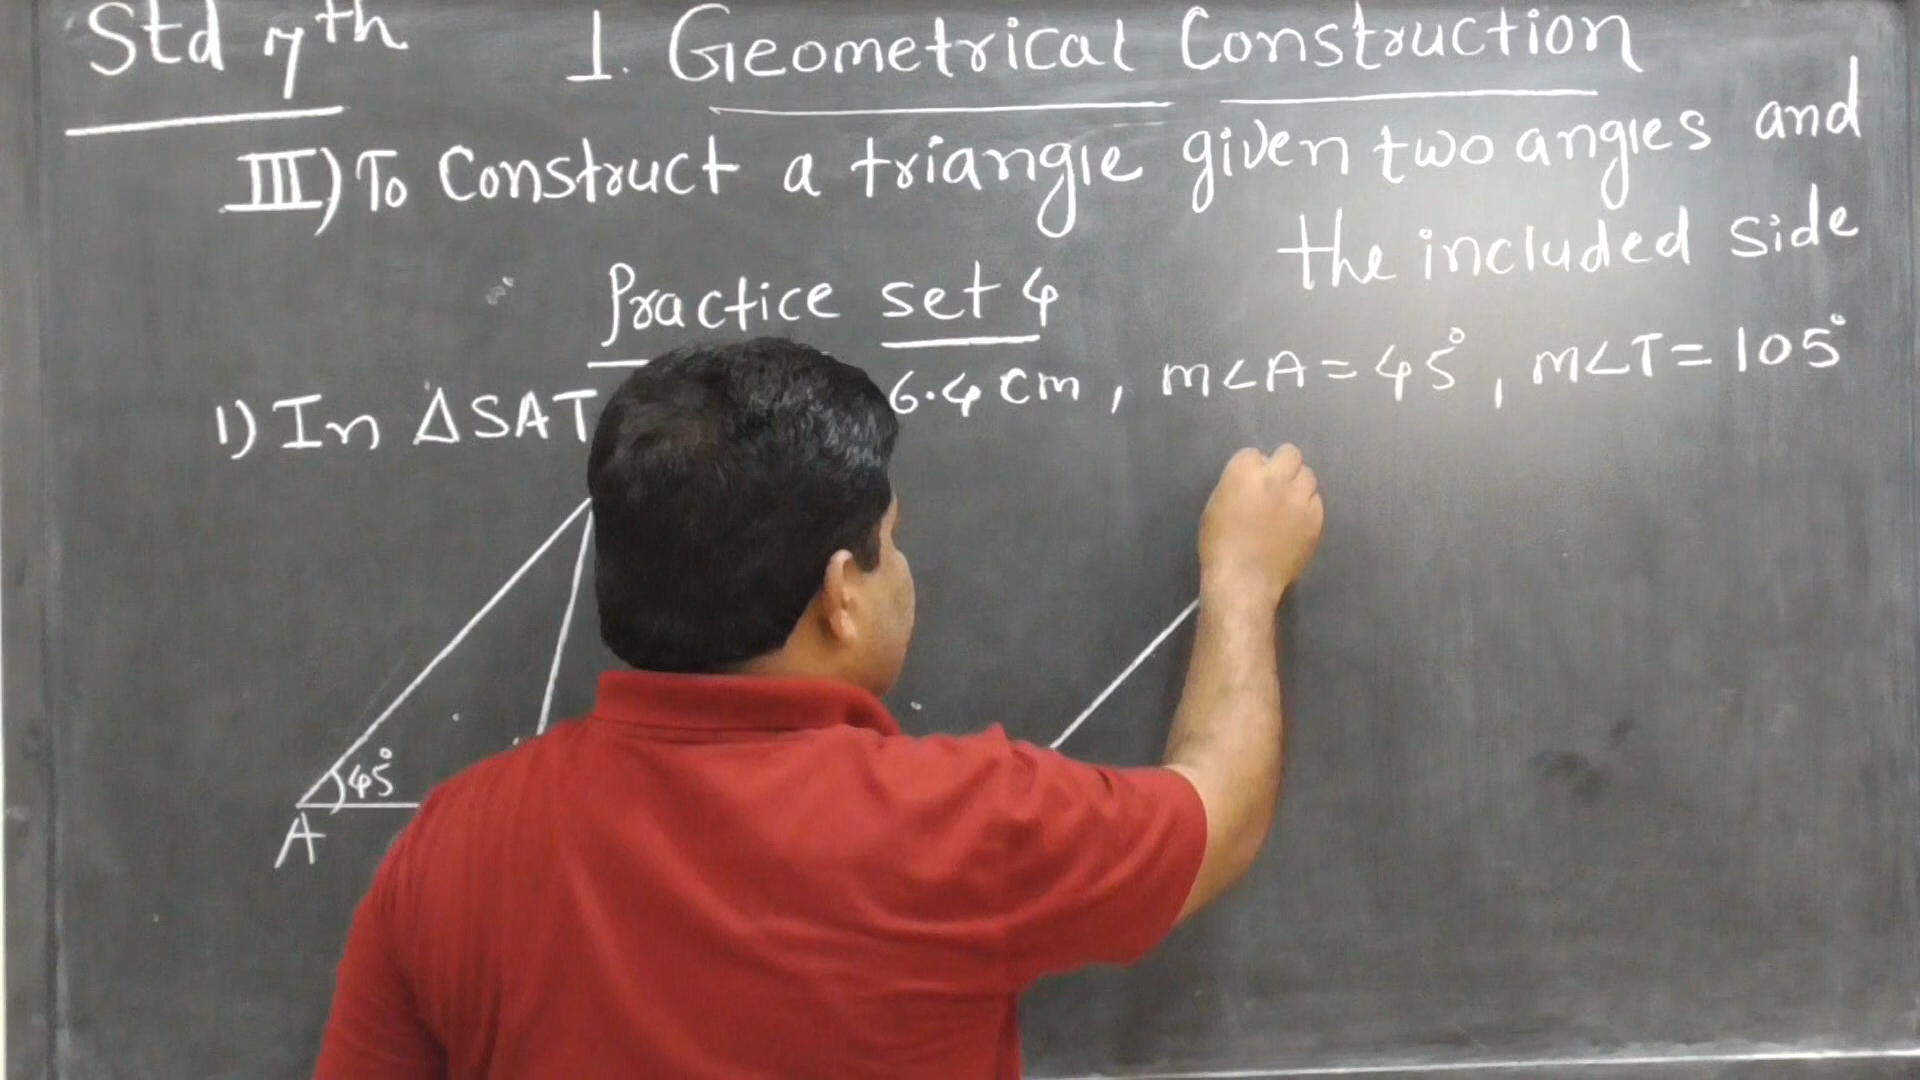 Std 7th 1. Geometrical Construction
III) To Construct a triangle given two angles and
the included side
Practice set 4
1) In ΔSAT 6.4 cm, m∠A = 45°, m∠T = 105°
45°
A